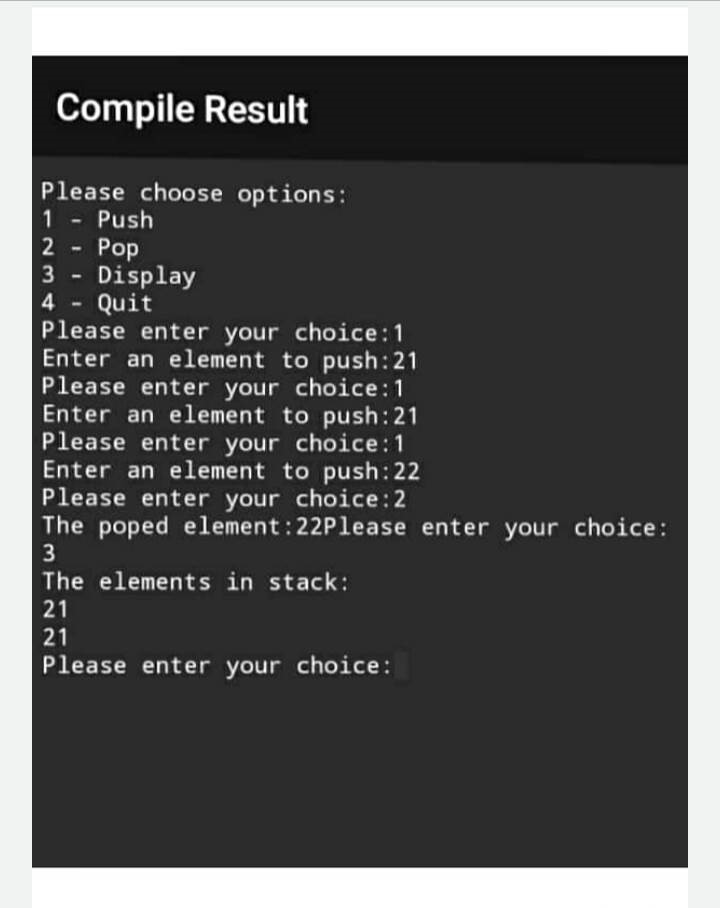 Compile Result
Please choose options:
1 - Push
2 - Pop
3 - Display
4 - Quit
Please enter your choice:1
Enter an element to push:21
Please enter your choice:1
Enter an element to push:21
Please enter your choice:1
Enter an element to push:22
Please enter your choice:2
The poped element:22Please enter your choice:
3
The elements in stack:
21
21
Please enter your choice: